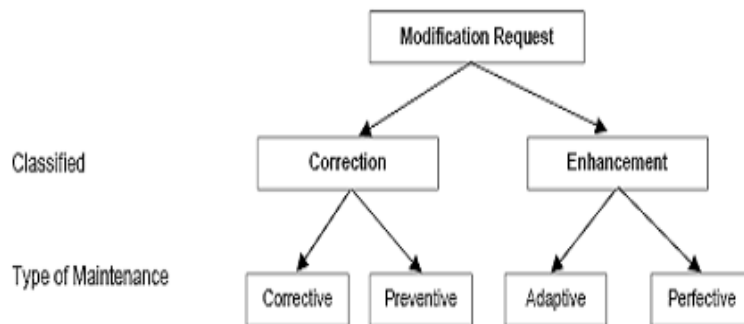 Modification Request
Classified
Correction
Enhancement
Type of Maintenance
Corrective
Preventive
Adaptive
Perfective